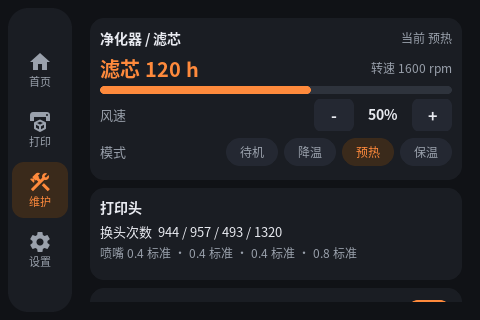 首页
打印
维护
设置
净化器 / 滤芯
当前 预热
滤芯 120 h
转速 1600 rpm
风速
-
50%
+
模式
待机
降温
预热
保温
打印头
换头次数 944 / 957 / 493 / 1320
喷嘴 0.4 标准 · 0.4 标准 · 0.4 标准 · 0.8 标准